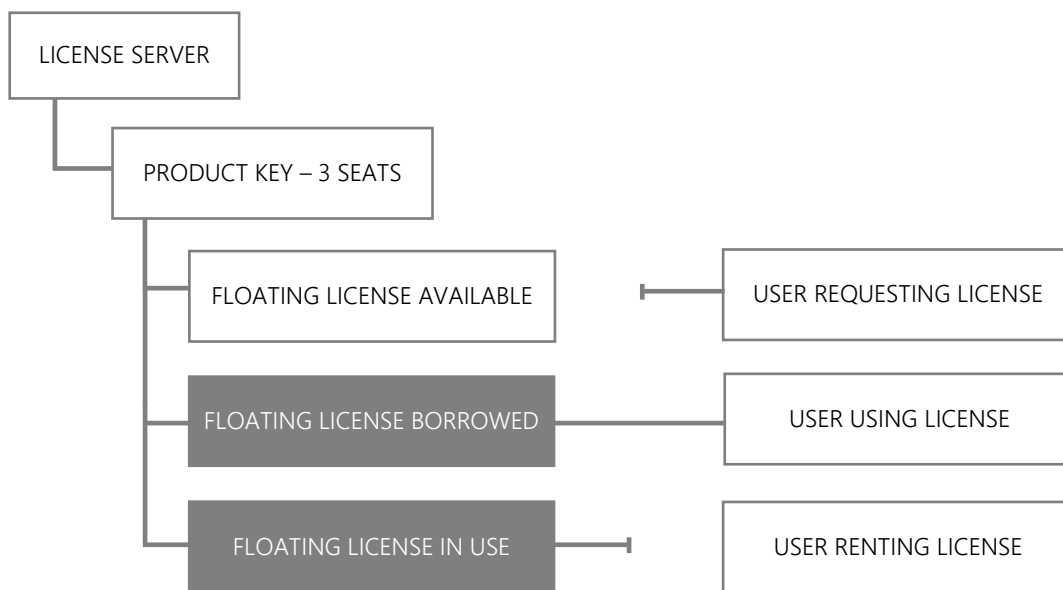 LICENSE SERVER
PRODUCT KEY – 3 SEATS
FLOATING LICENSE AVAILABLE
USER REQUESTING LICENSE
FLOATING LICENSE BORROWED
USER USING LICENSE
FLOATING LICENSE IN USE
USER RENTING LICENSE